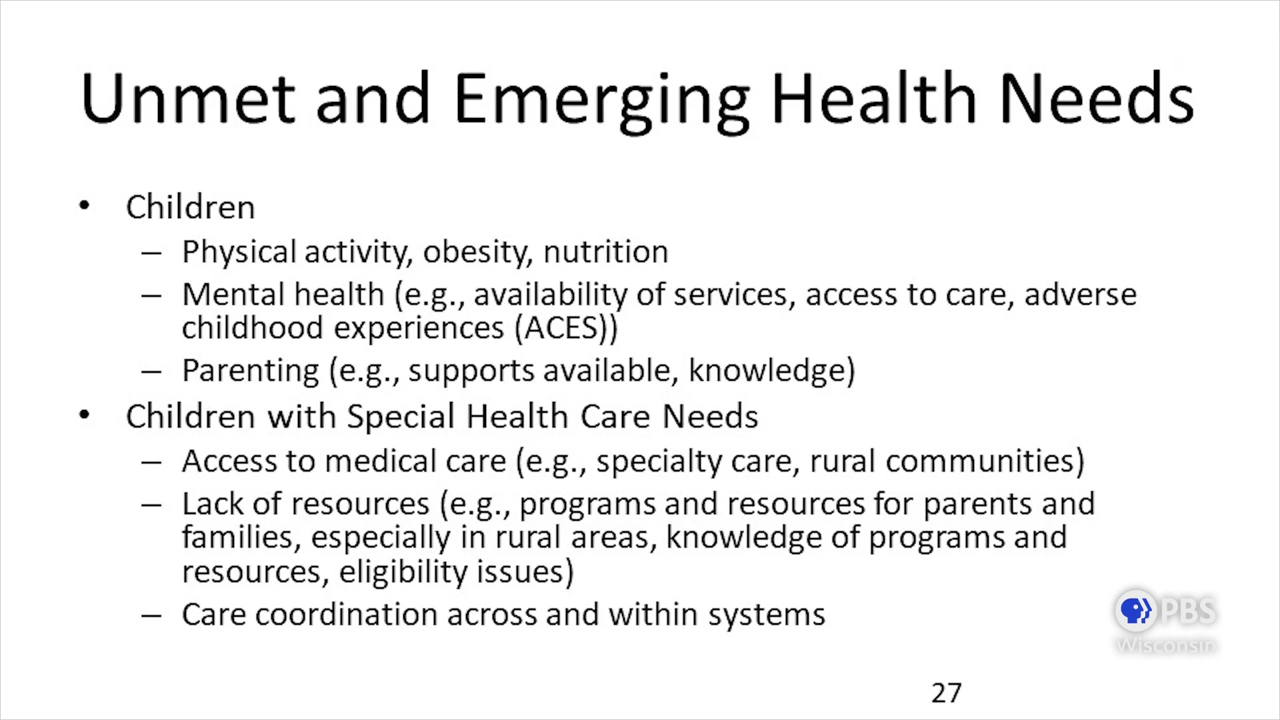 Unmet and Emerging Health Needs
• Children
– Physical activity, obesity, nutrition
– Mental health (e.g., availability of services, access to care, adverse
childhood experiences (ACES))
– Parenting (e.g., supports available, knowledge)
• Children with Special Health Care Needs
– Access to medical care (e.g., specialty care, rural communities)
– Lack of resources (e.g., programs and resources for parents and
families, especially in rural areas, knowledge of programs and
resources, eligibility issues)
– Care coordination across and within systems
PBS
Wisconsin
27